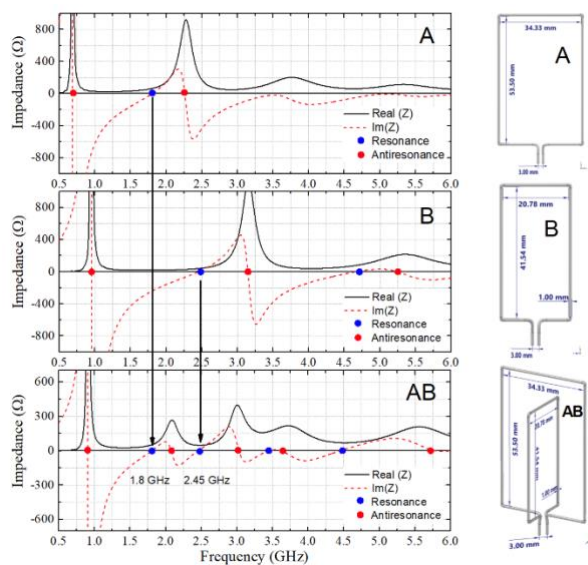 A
Impedance (Ω)
800
400
0
-400
-800
Real (Z)
Im(Z)
Resonance
Antiresonance
0.5 1.0 1.5 2.0 2.5 3.0 3.5 4.0 4.5 5.0 5.5 6.0
B
Impedance (Ω)
800
400
0
-400
-800
Real (Z)
Im(Z)
Resonance
Antiresonance
0.5 1.0 1.5 2.0 2.5 3.0 3.5 4.0 4.5 5.0 5.5 6.0
AB
Impedance (Ω)
600
300
0
-300
-600
1.8 GHz 2.45 GHz
Real (Z)
Im(Z)
Resonance
Antiresonance
0.5 1.0 1.5 2.0 2.5 3.0 3.5 4.0 4.5 5.0 5.5 6.0
Frequency (GHz)
34.33 mm
A
53.50 mm
3.00 mm
20.78 mm
B
41.54 mm
1.00 mm
3.00 mm
34.33 mm
AB
53.50 mm
3.00 mm